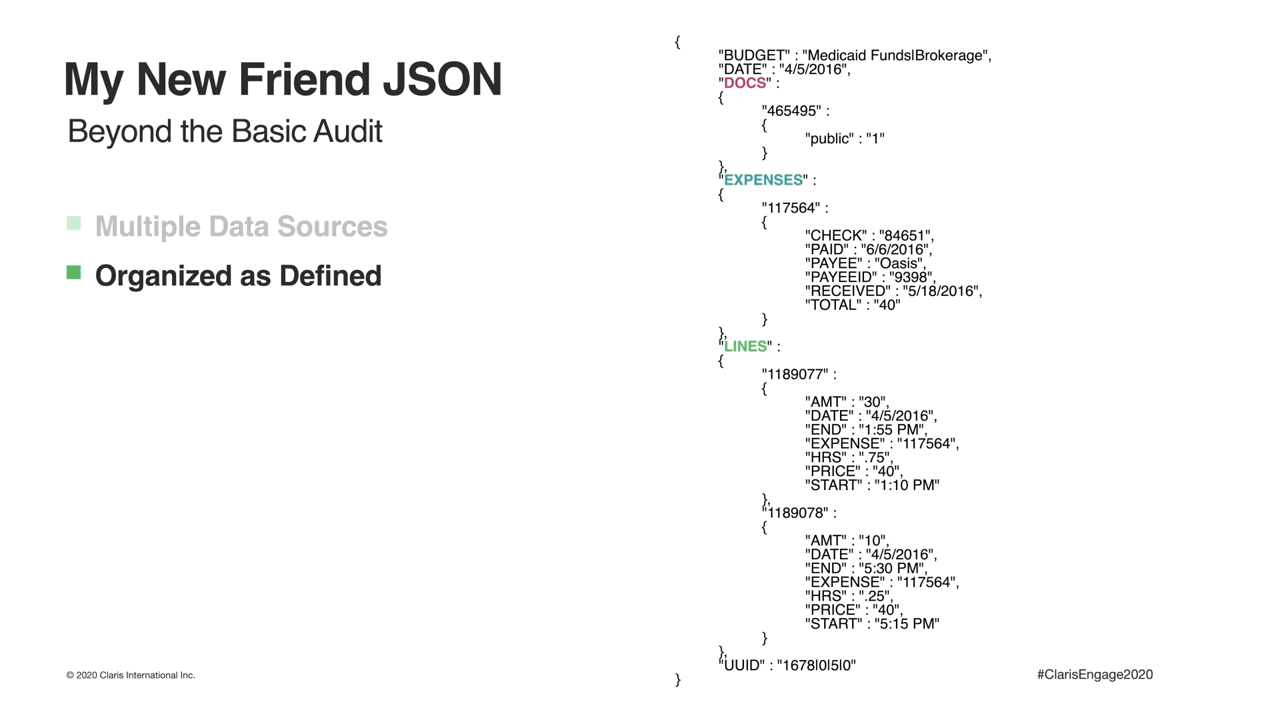 My New Friend JSON
Beyond the Basic Audit
Multiple Data Sources
Organized as Defined
{
"BUDGET" : "Medicaid Funds|Brokerage",
"DATE" : "4/5/2016",
"DOCS" :
{
"465495" :
{
"public" : "1"
}
},
"EXPENSES" :
{
"117564" :
{
"CHECK" : "84651",
"PAID" : "6/6/2016",
"PAYEE" : "Oasis",
"PAYEEID" : "9398",
"RECEIVED" : "5/18/2016",
"TOTAL" : "40"
}
},
"LINES" :
{
"1189077" :
{
"AMT" : "30",
"DATE" : "4/5/2016",
"END" : "1:55 PM",
"EXPENSE" : "117564",
"HRS" : ".75",
"PRICE" : "40",
"START" : "1:10 PM"
},
"1189078" :
{
"AMT" : "10",
"DATE" : "4/5/2016",
"END" : "5:30 PM",
"EXPENSE" : "117564",
"HRS" : ".25",
"PRICE" : "40",
"START" : "5:15 PM"
}
},
"UUID" : "1678|0|5|0"
}
© 2020 Claris International Inc.
#ClarisEngage2020